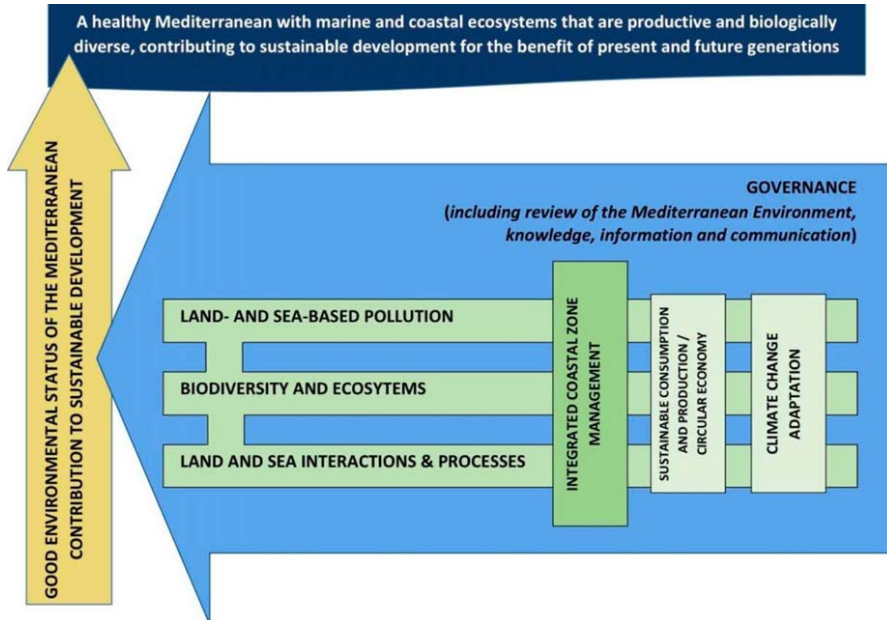 A healthy Mediterranean with marine and coastal ecosystems that are productive and biologically
diverse, contributing to sustainable development for the benefit of present and future generations
GOOD ENVIRONMENTAL STATUS OF THE MEDITERRANEAN
CONTRIBUTION TO SUSTAINABLE DEVELOPMENT
GOVERNANCE
(including review of the Mediterranean Environment,
knowledge, information and communication)
LAND- AND SEA-BASED POLLUTION
BIODIVERSITY AND ECOSYTEMS
LAND AND SEA INTERACTIONS & PROCESSES
INTEGRATED COASTAL ZONE
MANAGEMENT
SUSTAINABLE CONSUMPTION
AND PRODUCTION /
CIRCULAR ECONOMY
CLIMATE CHANGE
ADAPTATION